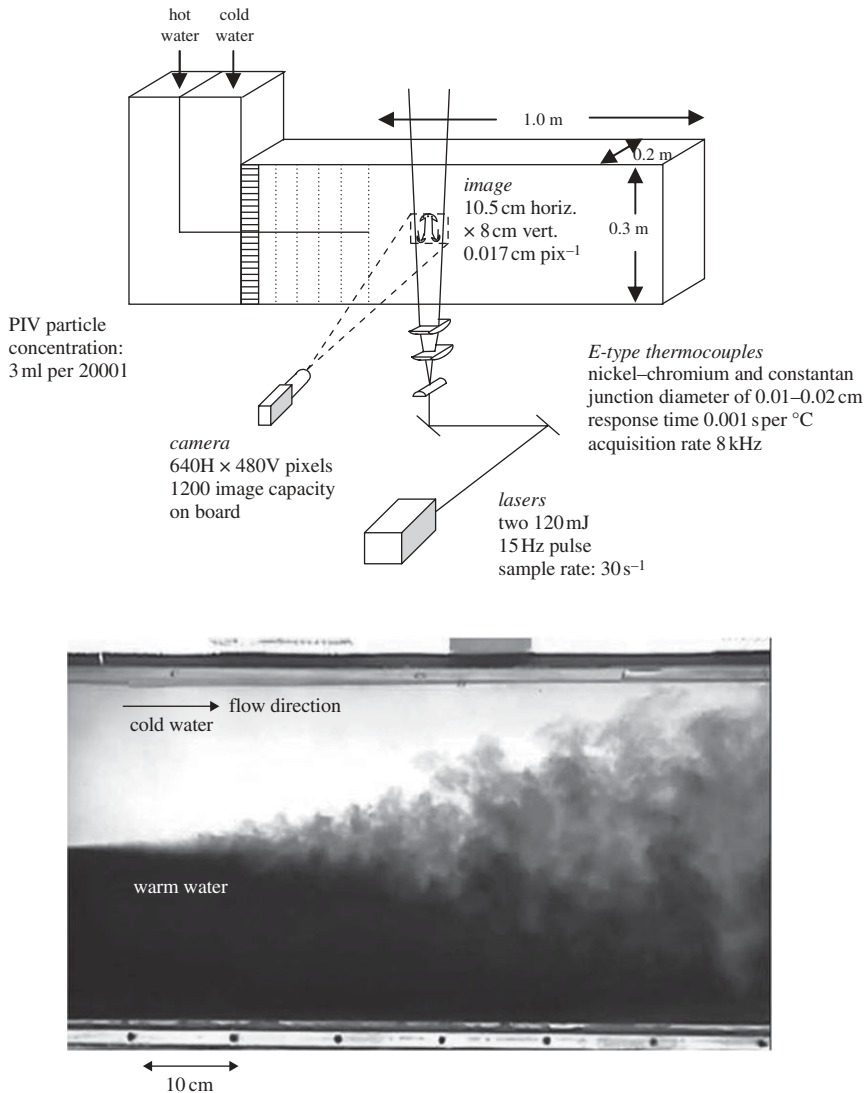 hot
water
cold
water
1.0 m
0.2 m
image
10.5 cm horiz.
× 8 cm vert.
0.017 cm pix⁻¹
0.3 m
PIV particle
concentration:
3 ml per 20001
E-type thermocouples
nickel–chromium and constantan
junction diameter of 0.01–0.02 cm
response time 0.001 s per °C
acquisition rate 8 kHz
camera
640H × 480V pixels
1200 image capacity
on board
lasers
two 120 mJ
15 Hz pulse
sample rate: 30 s⁻¹
flow direction
cold water
warm water
10 cm